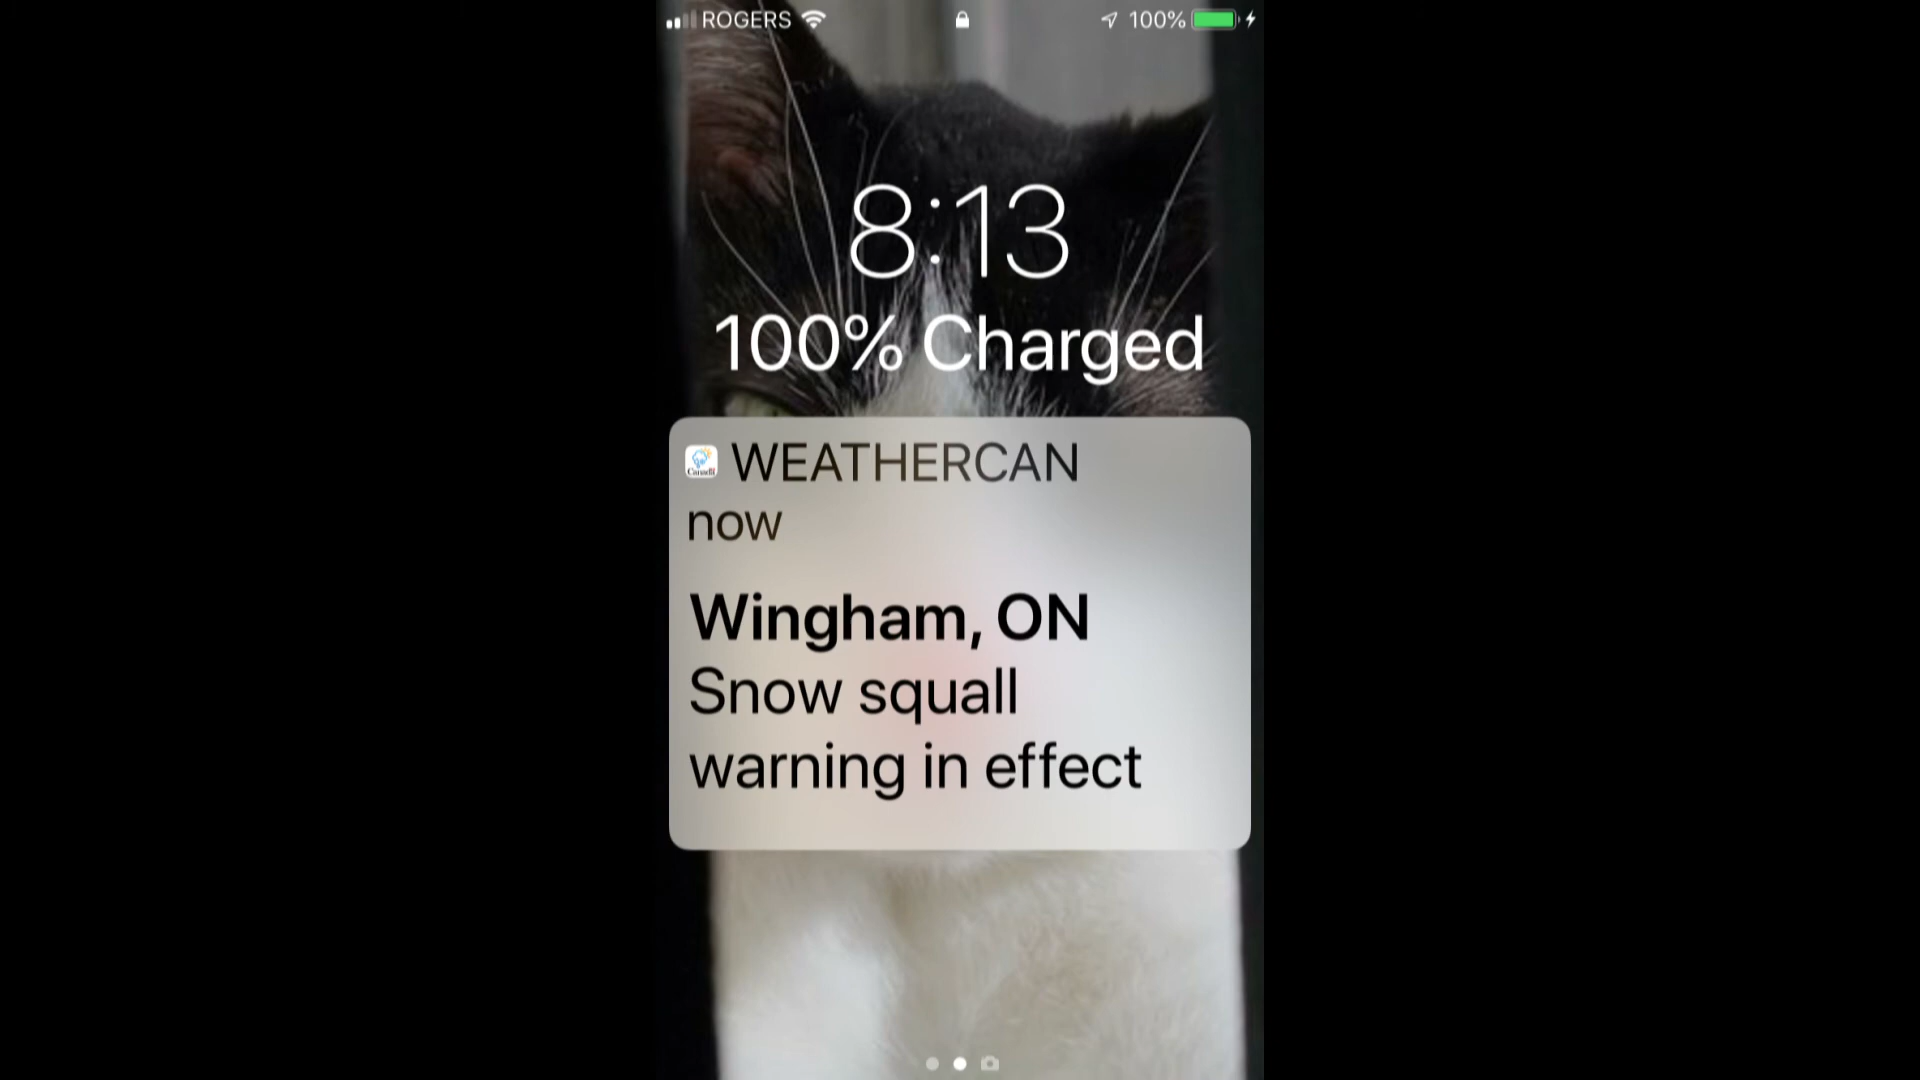 ROGERS 100%
8:13
100% Charged
WEATHERCAN
now
Wingham, ON
Snow squall
warning in effect